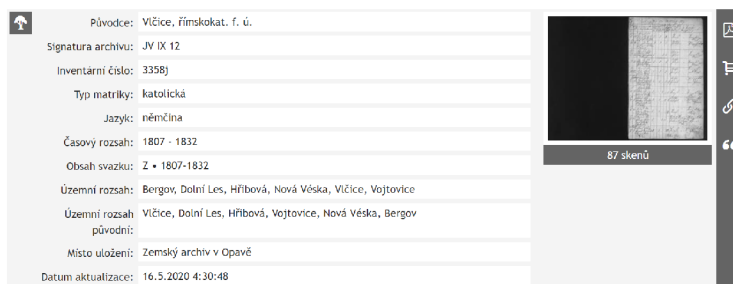 Původce: Vlčice, římskokat. f. ú.
Signatura archivu: JV IX 12
Inventární číslo: 3358j
Typ matriky: katolická
Jazyk: němčina
Časový rozsah: 1807 - 1832
Obsah svazku: Z • 1807-1832
Územní rozsah: Bergov, Dolní Les, Hřibová, Nová Véska, Vlčice, Vojtovice
Územní rozsah původní: Vlčice, Dolní Les, Hřibová, Vojtovice, Nová Véska, Bergov
Místo uložení: Zemský archiv v Opavě
Datum aktualizace: 16.5.2020 4:30:48
87 skenů